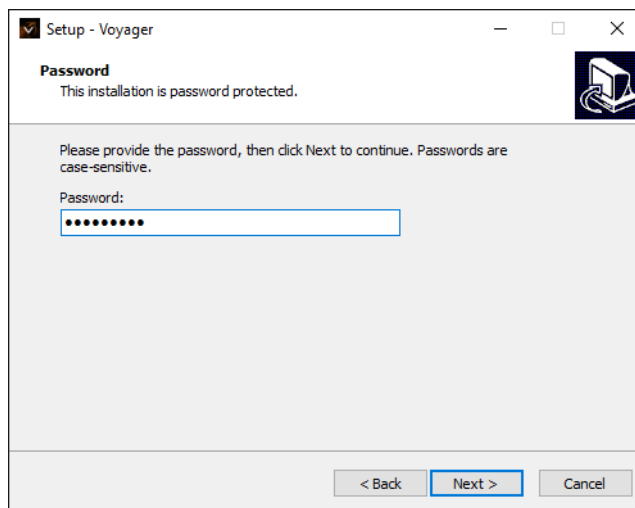 Setup - Voyager
Password
This installation is password protected.
Please provide the password, then click Next to continue. Passwords are
case-sensitive.
Password:
●●●●●●●●●
< Back
Next >
Cancel